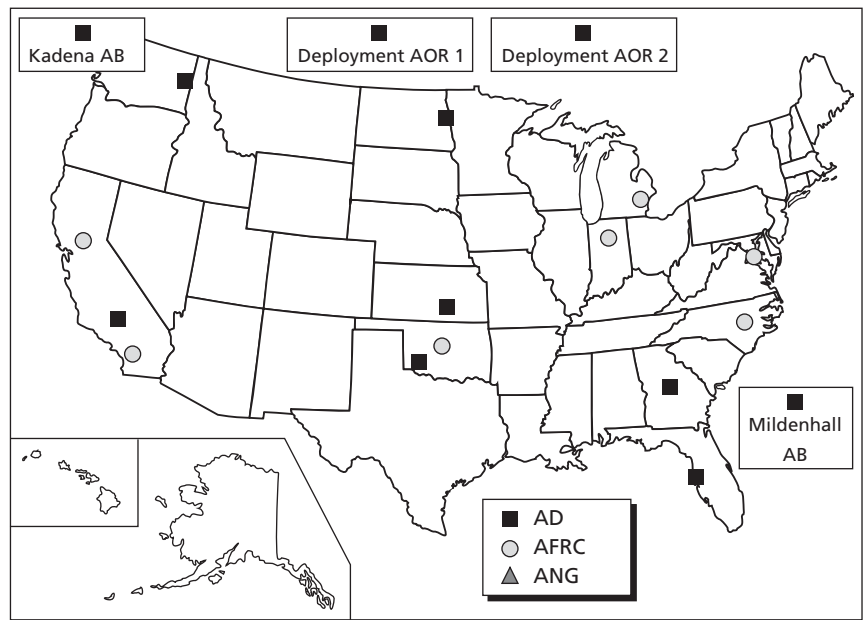 Kadena AB
Deployment AOR 1
Deployment AOR 2
Mildenhall
AB
AD
AFRC
ANG